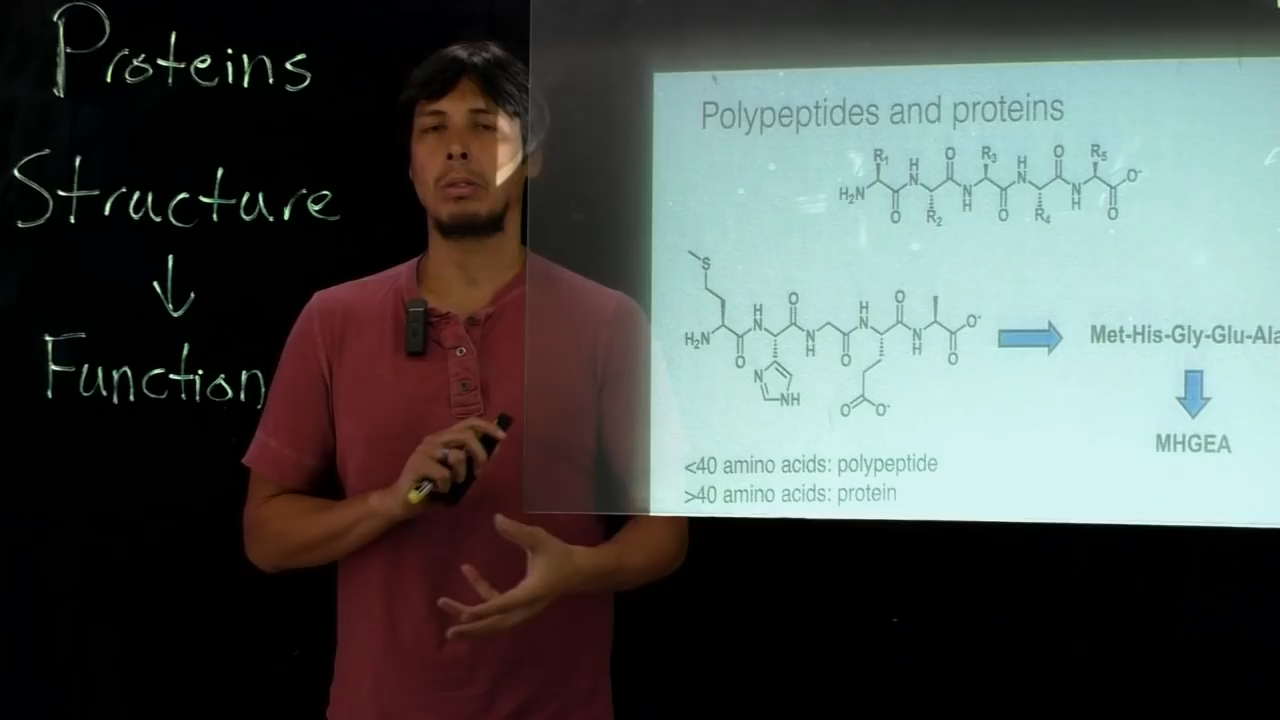 Proteins
Structure
↓
Function
Polypeptides and proteins
R1 H O R3 H O R5
H2N N N N N O-
O R2 H O R4 H O
S
H O H O
H2N N N N N O-
O H O H O
N NH
O O-
Met-His-Gly-Glu-Ala
MHGEA
<40 amino acids: polypeptide
>40 amino acids: protein